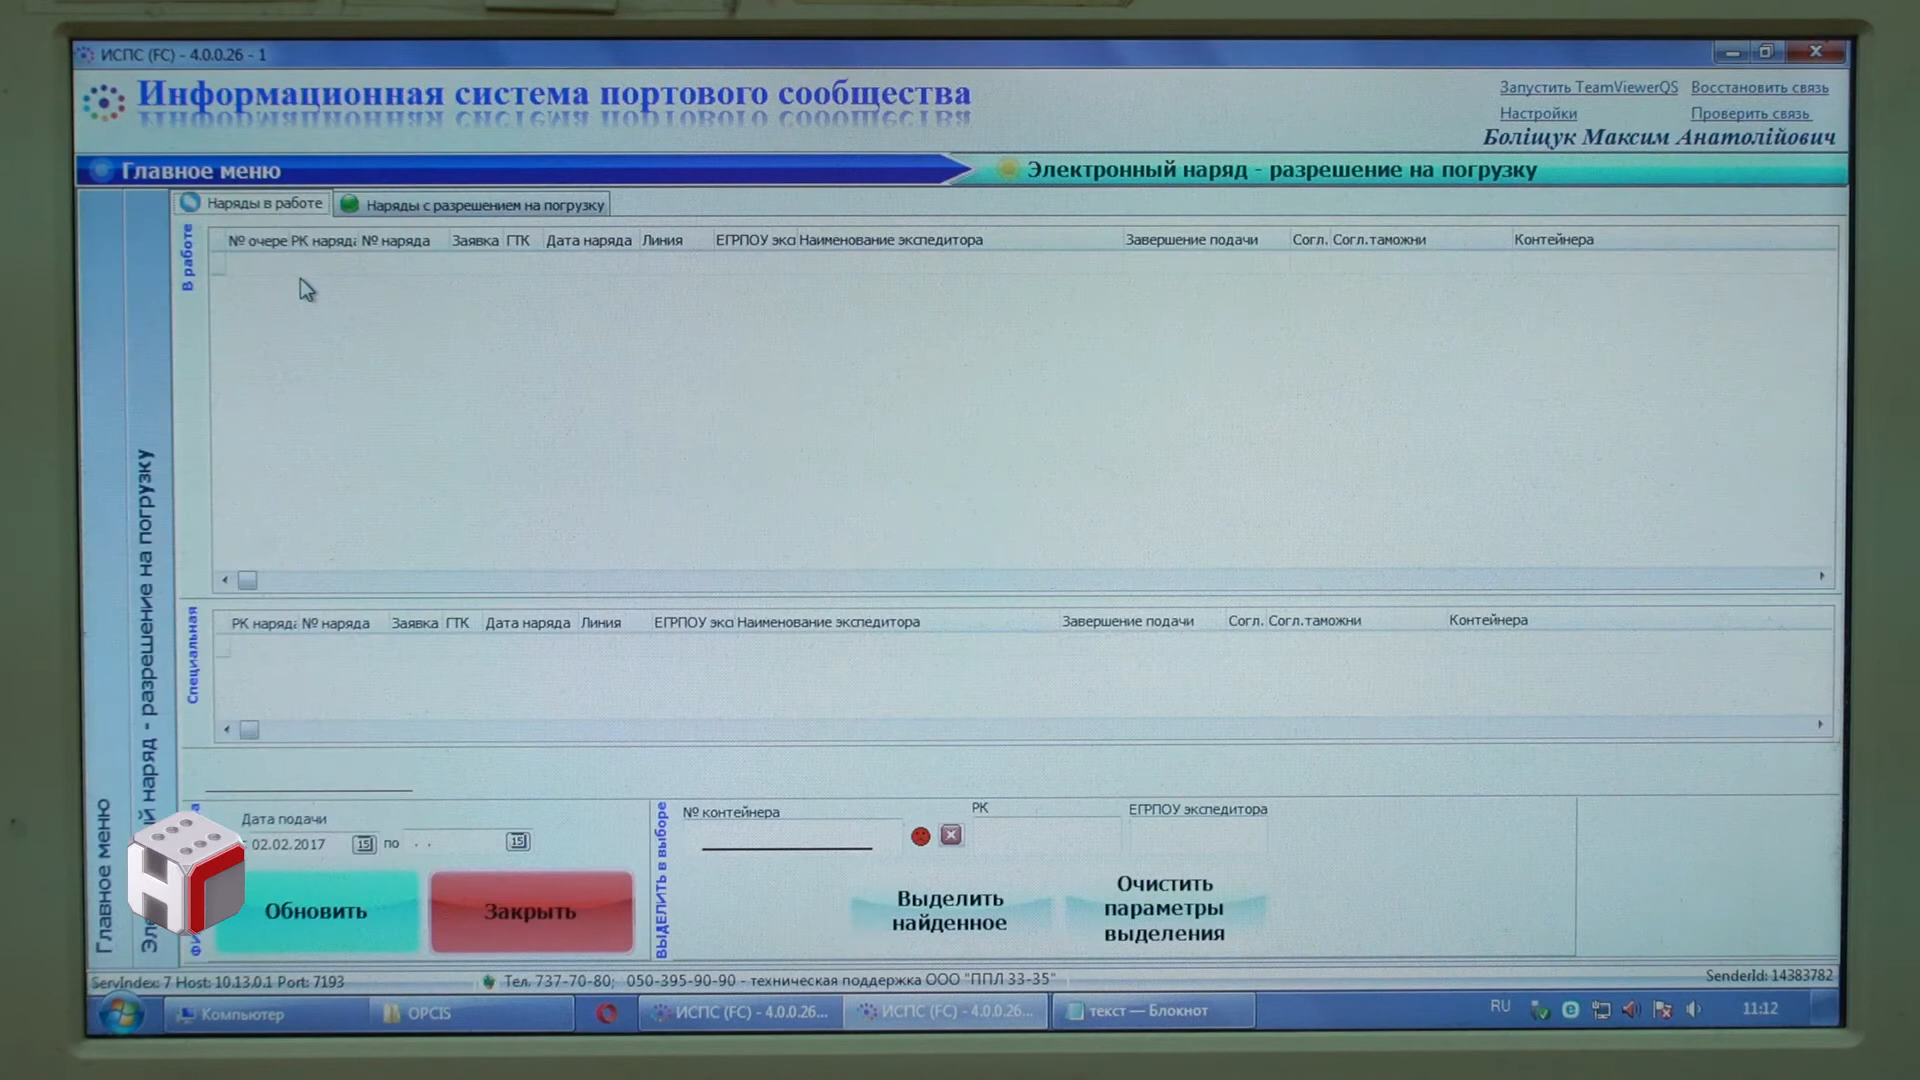 ИСПС (FC) - 4.0.0.26 - 1
Информационная система портового сообщества
Запустить TeamViewerQS Восстановить связь
Настройки Проверить связь
Боліщук Максим Анатолійович
Главное меню
Электронный наряд - разрешение на погрузку
Наряды в работе
Наряды с разрешением на погрузку
В работе
№ очере РК наряда № наряда Заявка ГТК Дата наряда Линия ЕГРПОУ экс Наименование экспедитора Завершение подачи Согл. Согл.таможни Контейнера
Специальная
РК наряда № наряда Заявка ГТК Дата наряда Линия ЕГРПОУ экс Наименование экспедитора Завершение подачи Согл. Согл.таможни Контейнера
Главное меню
й наряд - разрешение на погрузку
Дата подачи
02.02.2017 15 по . . 15
Обновить
Закрыть
ВЫДЕЛИТЬ в выборе
№ контейнера
РК
ЕГРПОУ экспедитора
Выделить найденное
Очистить параметры выделения
ServIndex: 7 Host: 10.13.0.1 Port: 7193
Тел. 737-70-80; 050-395-90-90 - техническая поддержка ООО "ППЛ 33-35"
SenderId: 14383782
Компьютер
OPCIS
ИСПС (FC) - 4.0.0.26...
ИСПС (FC) - 4.0.0.26...
текст — Блокнот
RU
11:12